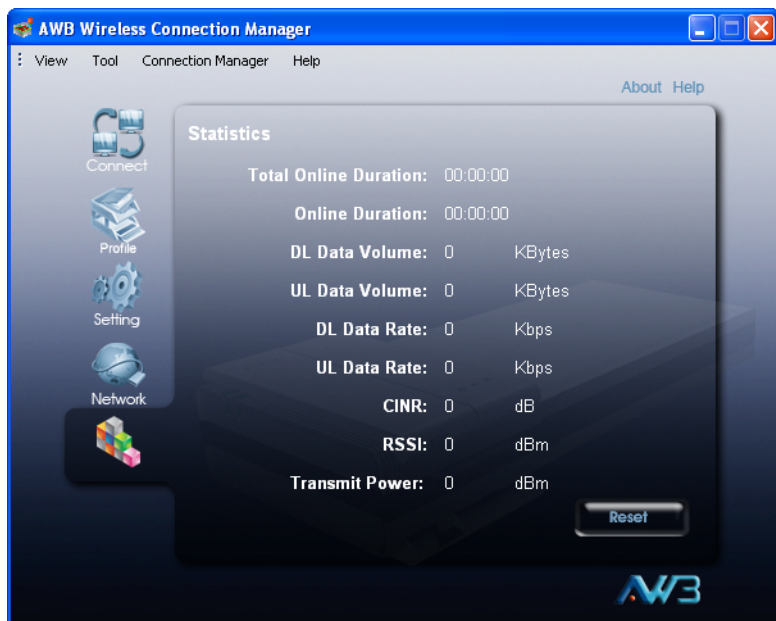 AWB Wireless Connection Manager
View Tool Connection Manager Help
About Help
Connect
Profile
Setting
Network
Statistics
Total Online Duration: 00:00:00
Online Duration: 00:00:00
DL Data Volume: 0 KBytes
UL Data Volume: 0 KBytes
DL Data Rate: 0 Kbps
UL Data Rate: 0 Kbps
CINR: 0 dB
RSSI: 0 dBm
Transmit Power: 0 dBm
Reset
AWB